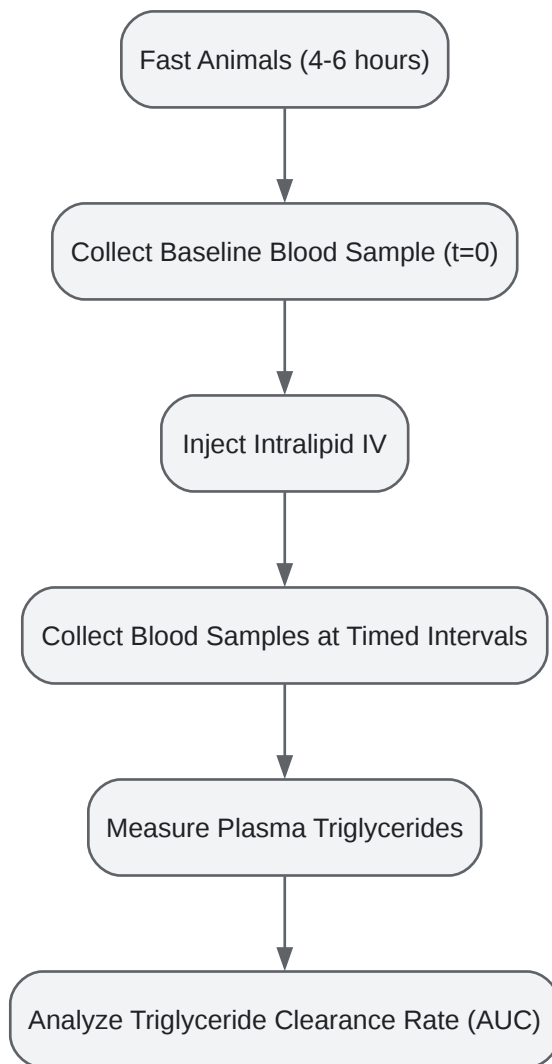 Fast Animals (4-6 hours)
Collect Baseline Blood Sample (t=0)
Inject Intralipid IV
Collect Blood Samples at Timed Intervals
Measure Plasma Triglycerides
Analyze Triglyceride Clearance Rate (AUC)